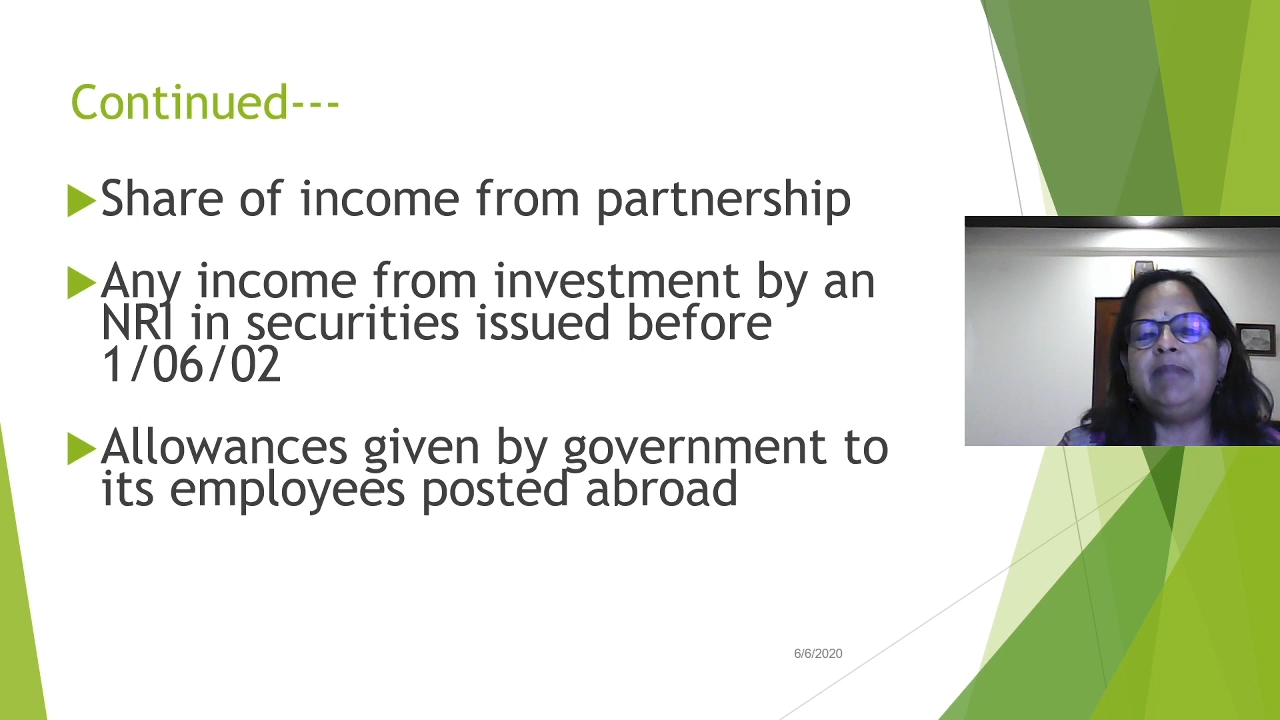 Continued---
Share of income from partnership
Any income from investment by an
NRI in securities issued before
1/06/02
Allowances given by government to
its employees posted abroad
6/6/2020